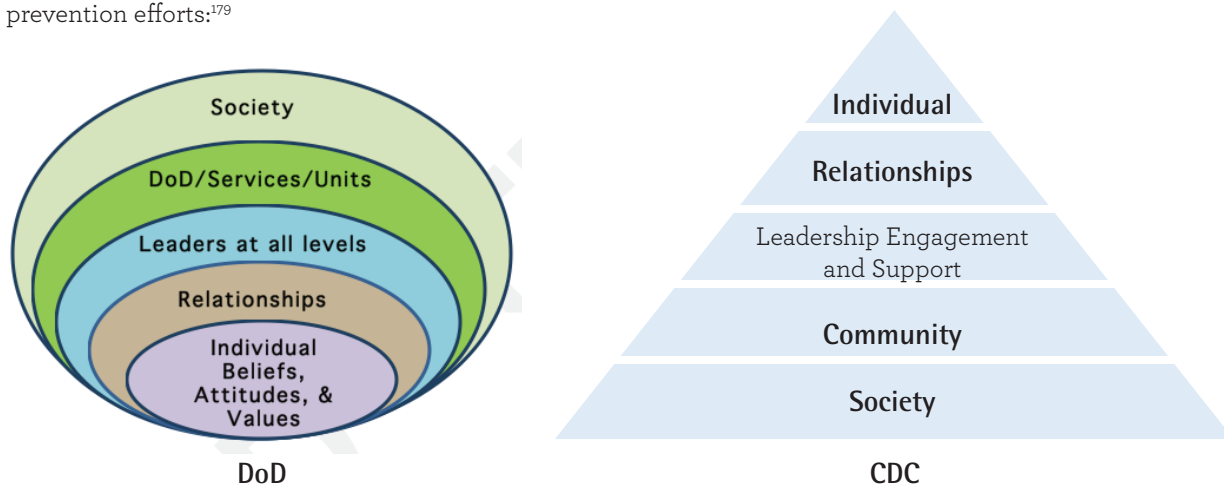 prevention efforts:179
Society
DoD/Services/Units
Leaders at all levels
Relationships
Individual
Beliefs,
Attitudes, &
Values
DoD
Individual
Relationships
Leadership Engagement
and Support
Community
Society
CDC